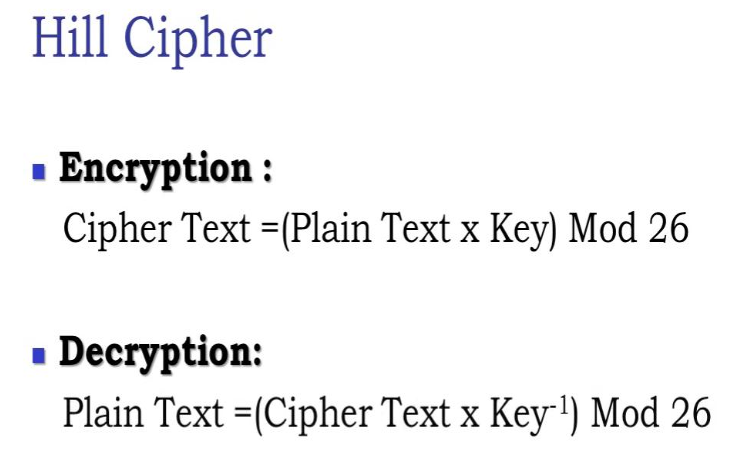 Hill Cipher
Encryption :
Cipher Text =(Plain Text x Key) Mod 26
Decryption:
Plain Text =(Cipher Text x Key⁻¹) Mod 26